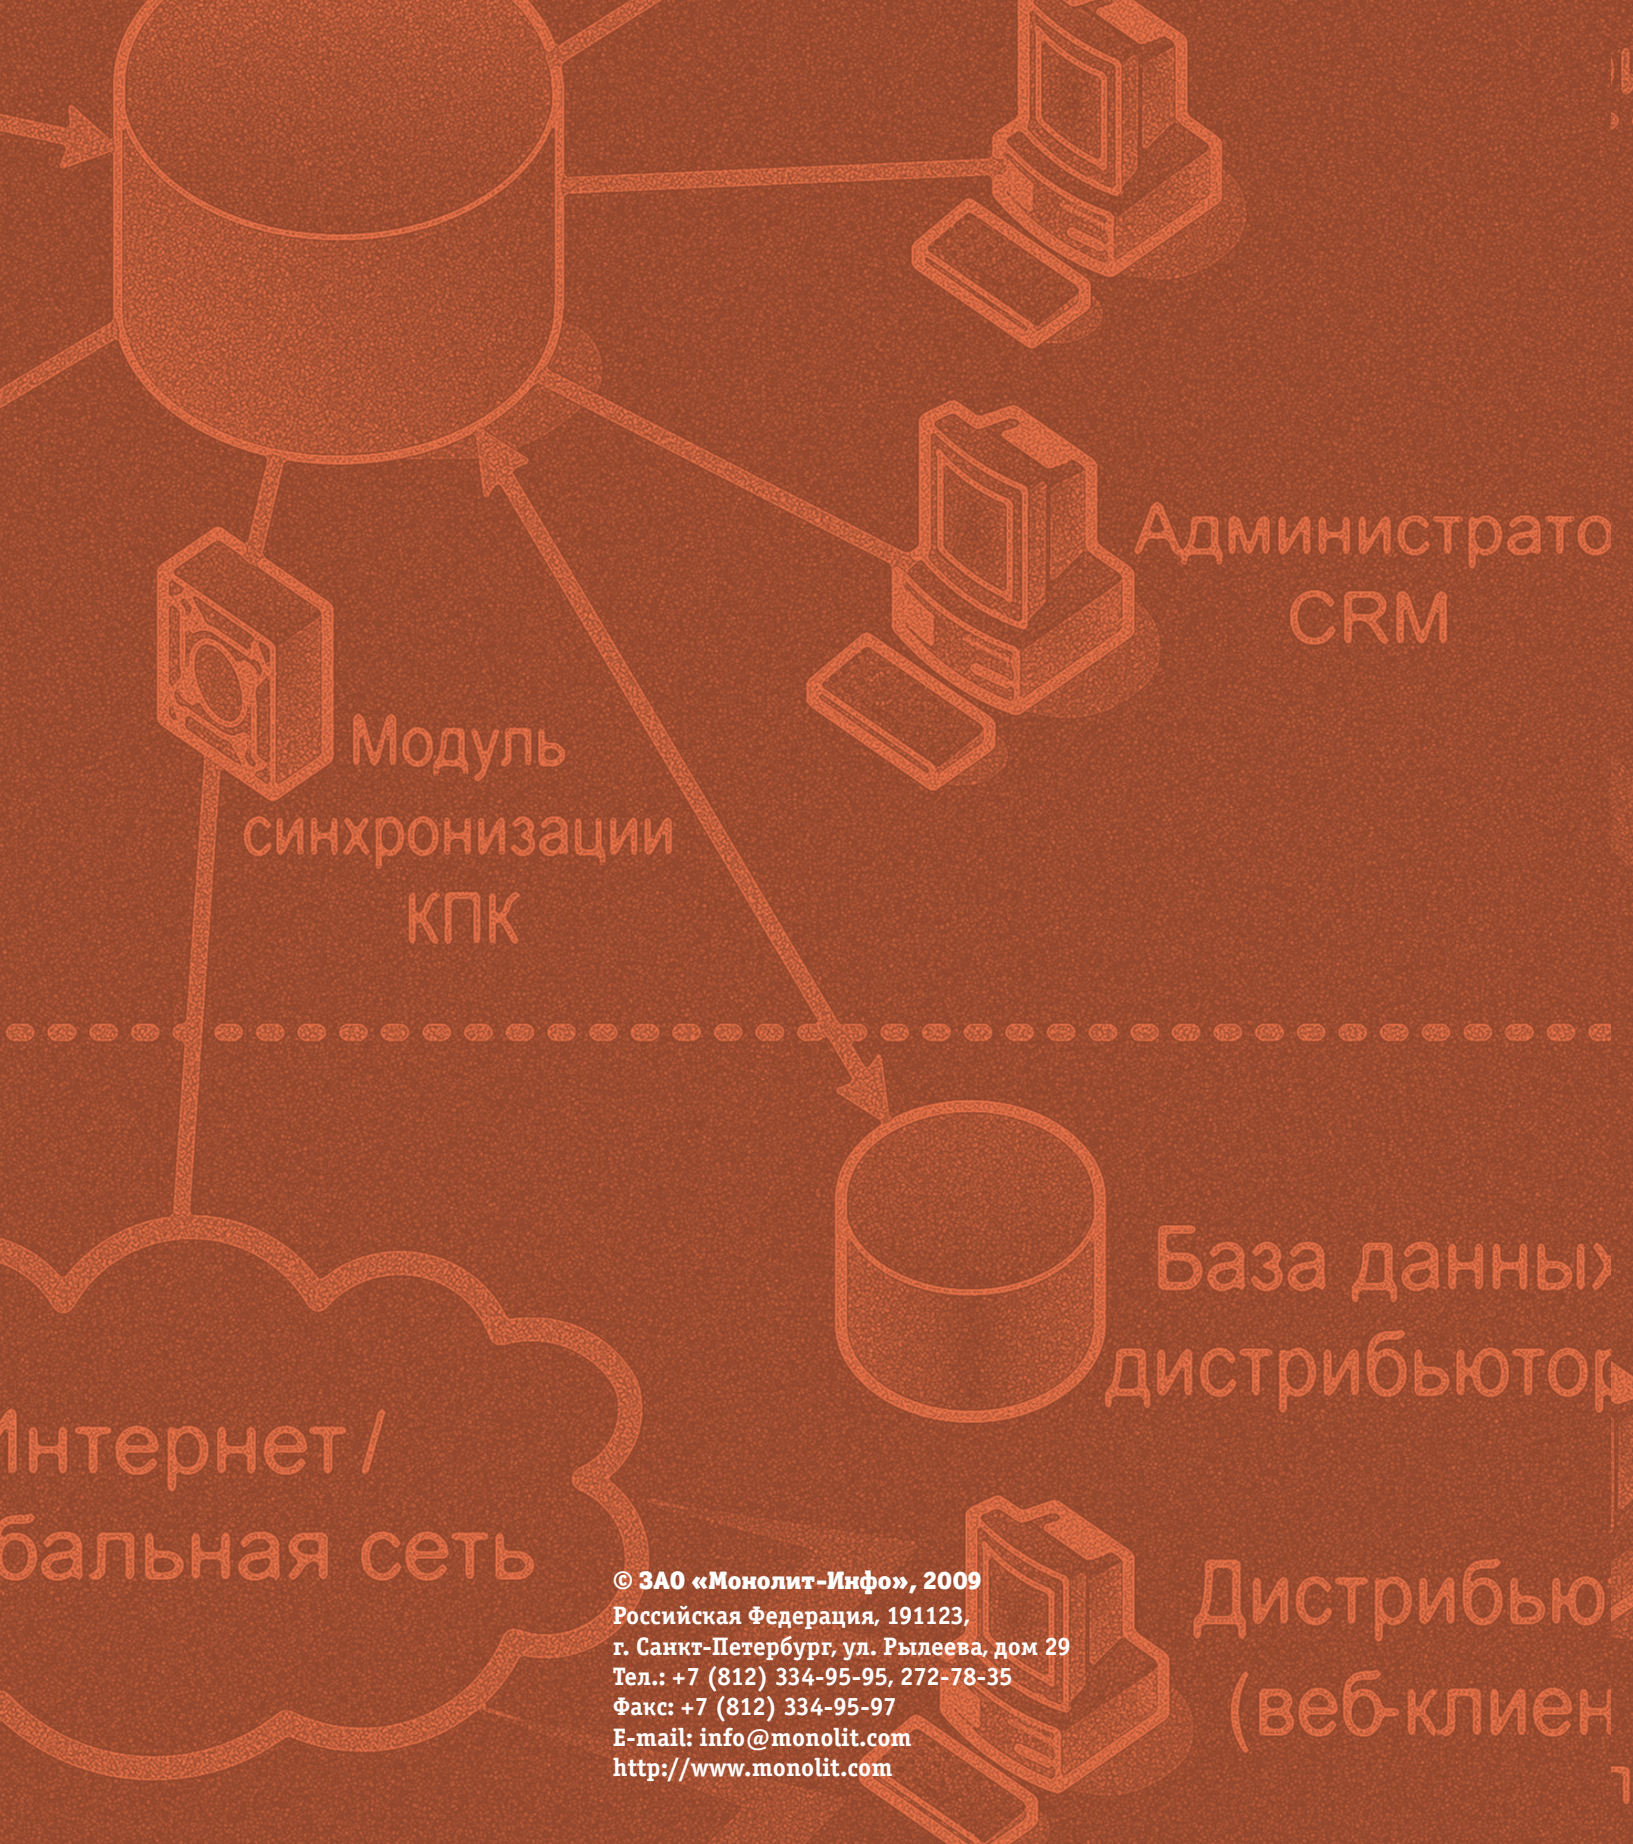 Администрато
CRM
Модуль
синхронизации
КПК
База данных
дистрибьютор
Интернет /
бальная сеть
Дистрибью
(веб-клиен
© ЗАО «Монолит-Инфо», 2009
Российская Федерация, 191123,
г. Санкт-Петербург, ул. Рылеева, дом 29
Тел.: +7 (812) 334-95-95, 272-78-35
Факс: +7 (812) 334-95-97
E-mail: info@monolit.com
http://www.monolit.com